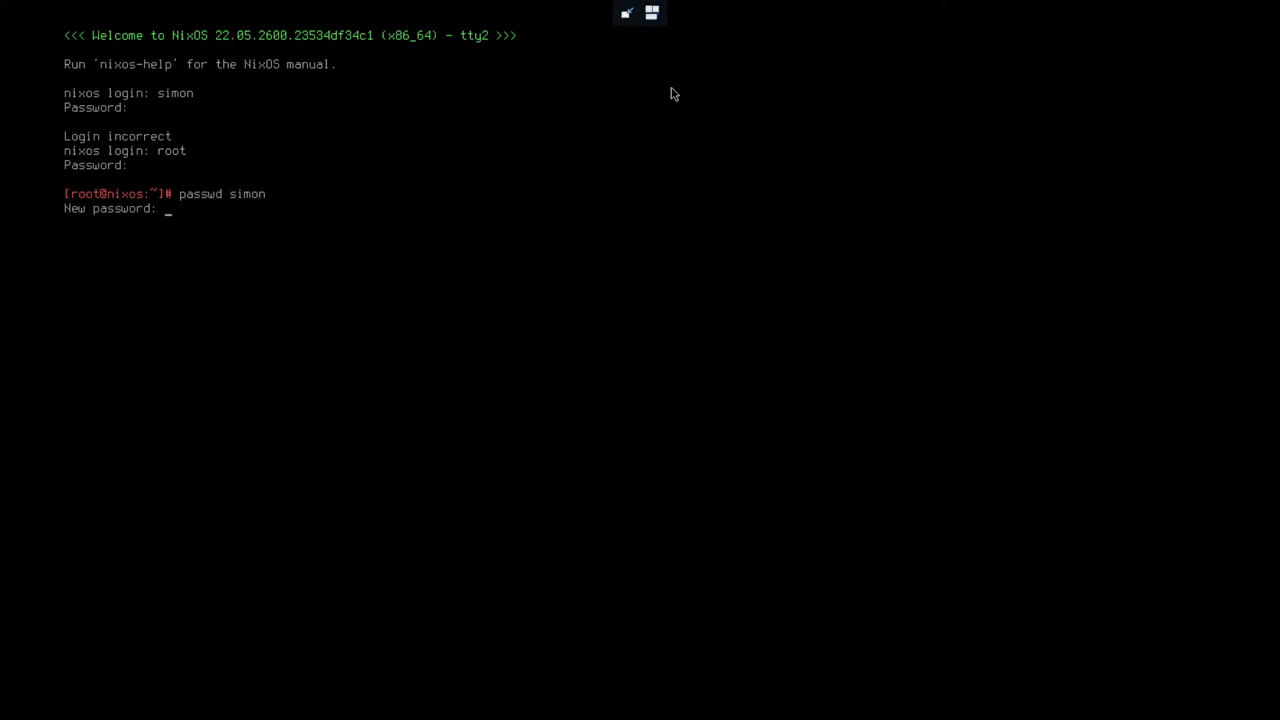 <<< Welcome to NixOS 22.05.2600.23534df34c1 (x86_64) - tty2 >>>
Run 'nixos-help' for the NixOS manual.
nixos login: simon
Password:
Login incorrect
nixos login: root
Password:
[root@nixos:~]# passwd simon
New password: _